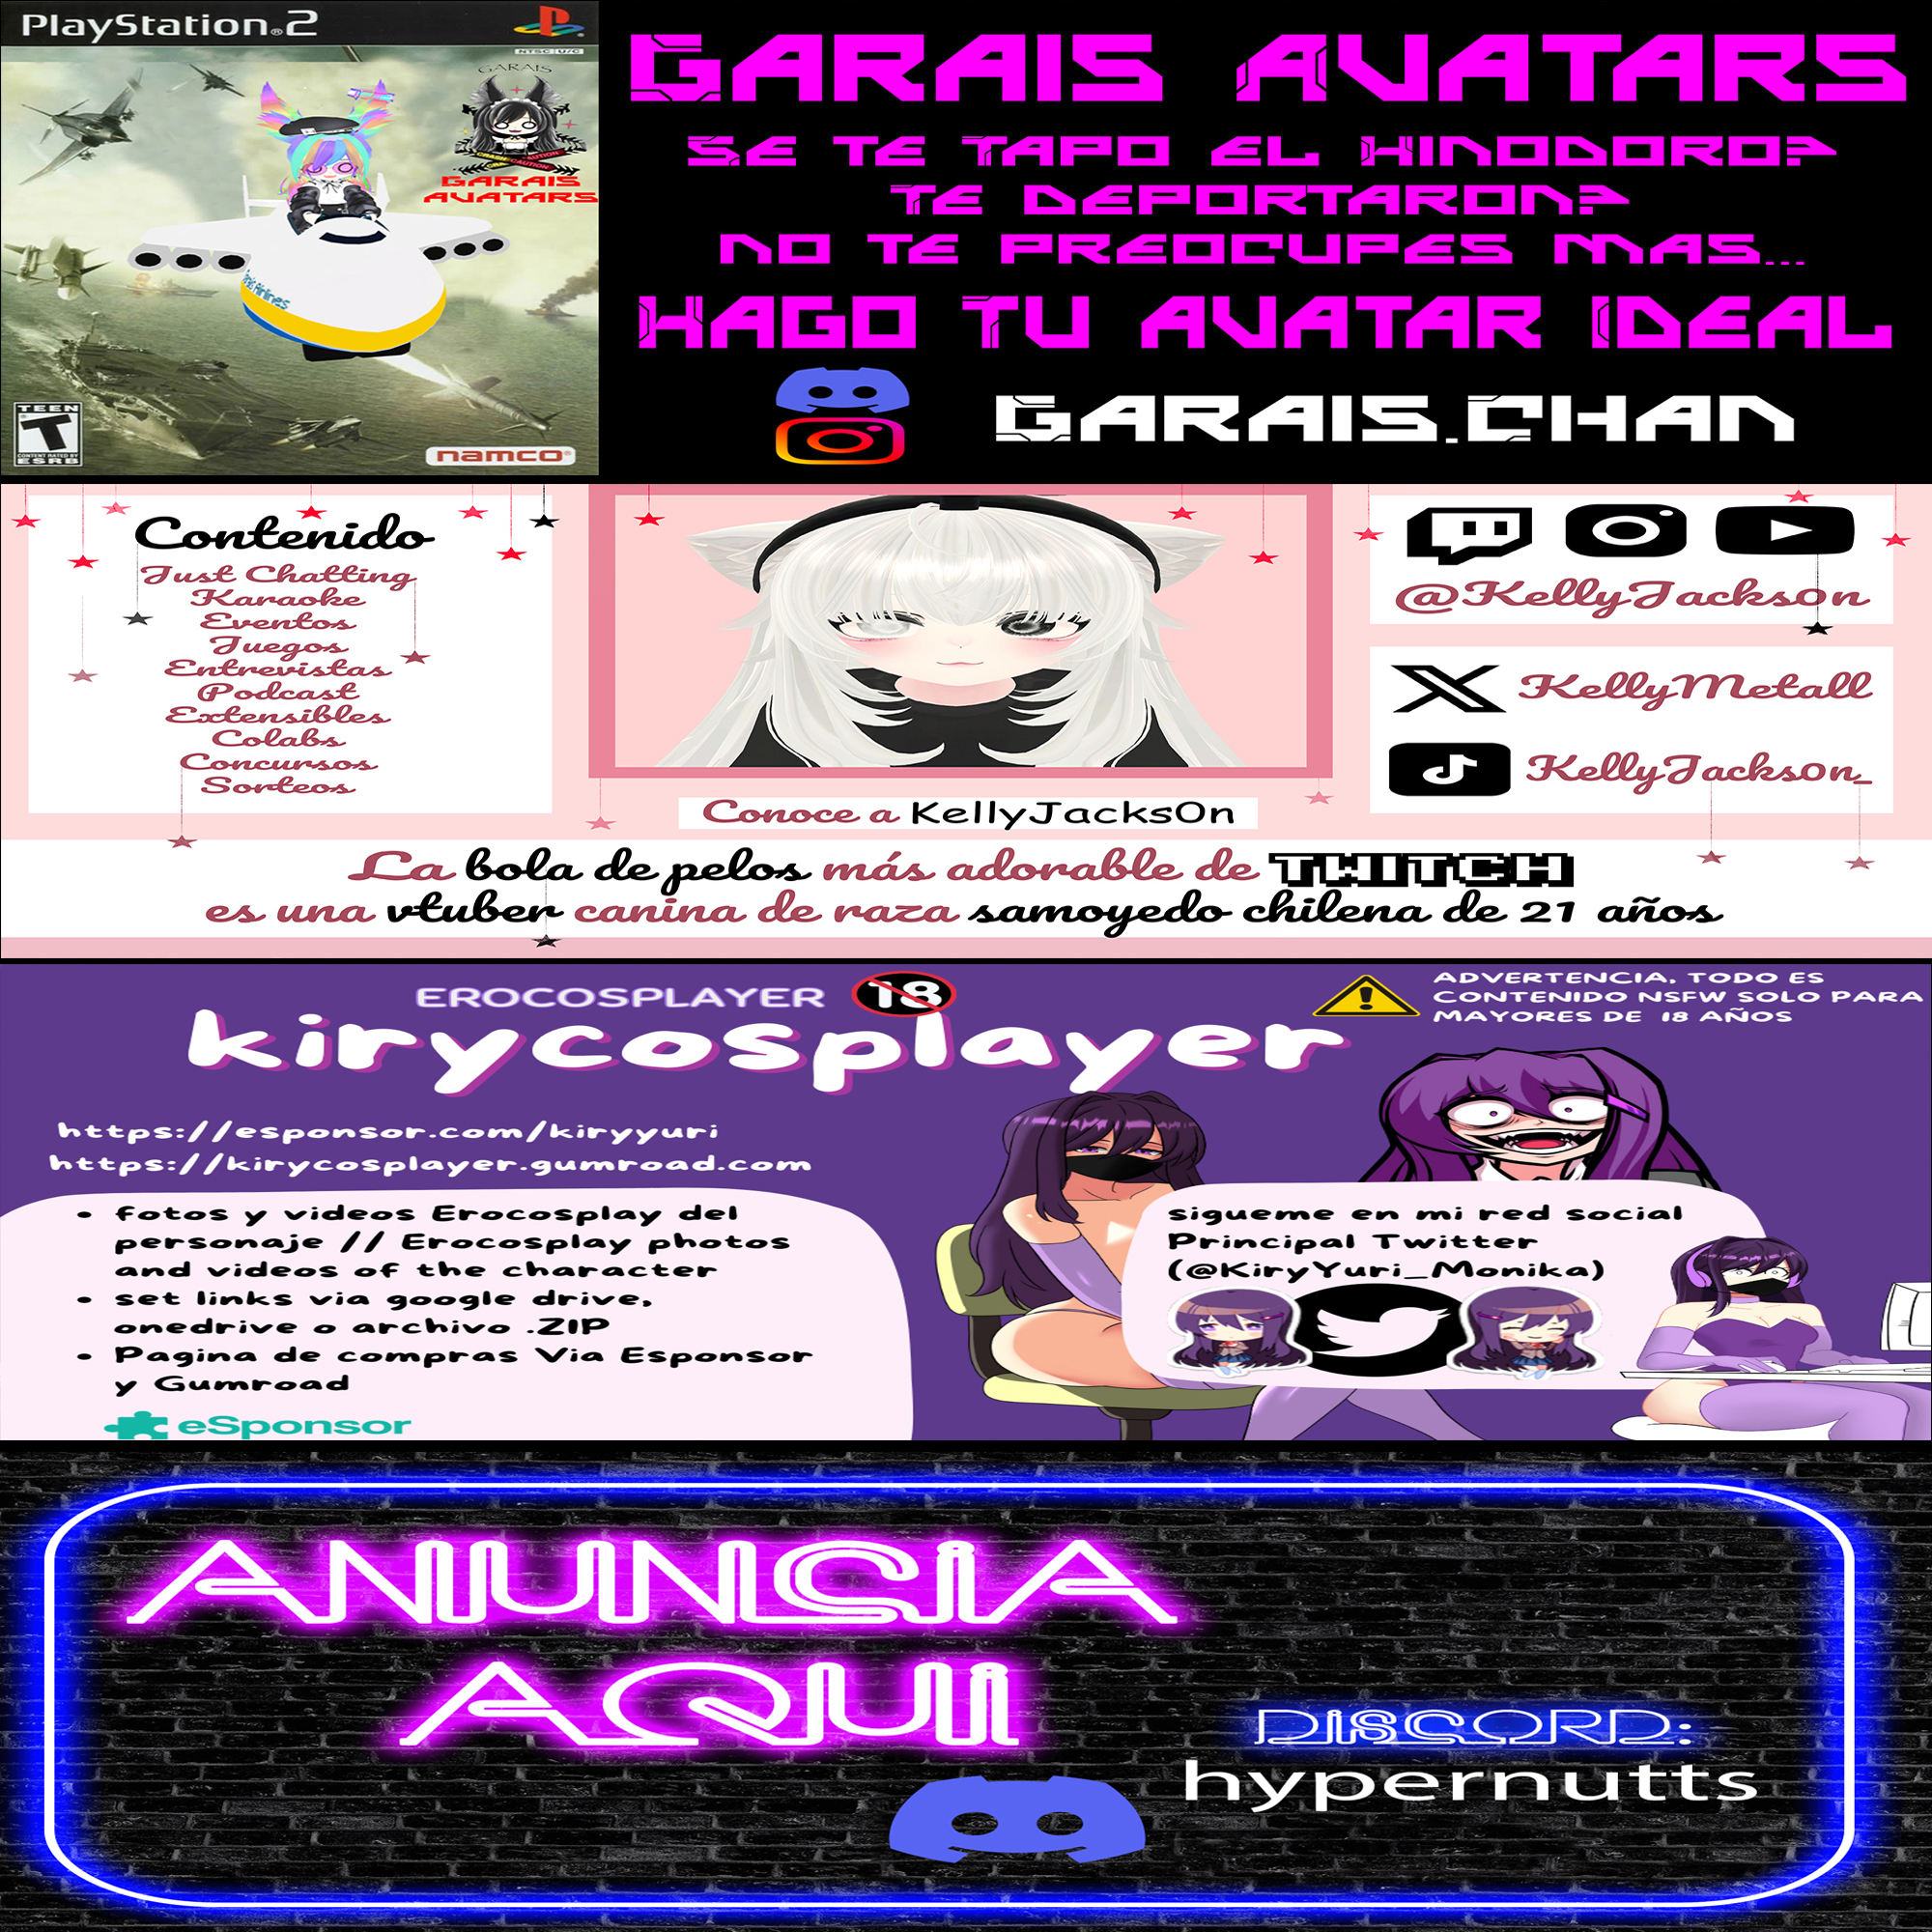 PlayStation®2
NTSC U/C
GARAIS
GARAIS
AVATARS
TEEN
T
CONTENT RATED BY
ESRB
namco®
GARAIS AVATARS
SE TE TAPO EL HINODORO?
TE DEPORTARON?
NO TE PREOCUPES MAS...
HAGO TU AVATAR IDEAL
GARAIS.CHAN
Contenido
Just Chatting
Karaoke
Eventos
Juegos
Entrevistas
Podcast
Extensibles
Colabs
Concursos
Sorteos
Conoce a KellyJacks0n
@KellyJacks0n
KellyMetall
KellyJacks0n_
La bola de pelos más adorable de TWITCH
es una vtuber canina de raza samoyedo chilena de 21 años
EROCOSPLAYER 18
kirycosplayer
ADVERTENCIA, TODO ES
CONTENIDO NSFW SOLO PARA
MAYORES DE 18 AÑOS
https://esponsor.com/kiryyuri
https://kirycosplayer.gumroad.com
• fotos y videos Erocosplay del
personaje // Erocosplay photos
and videos of the character
• set links via google drive,
onedrive o archivo .ZIP
• Pagina de compras Via Esponsor
y Gumroad
eSponsor
sigueme en mi red social
Principal Twitter
(@KiryYuri_Monika)
ANUNCIA
AQUI
DISCORD:
hypernutts